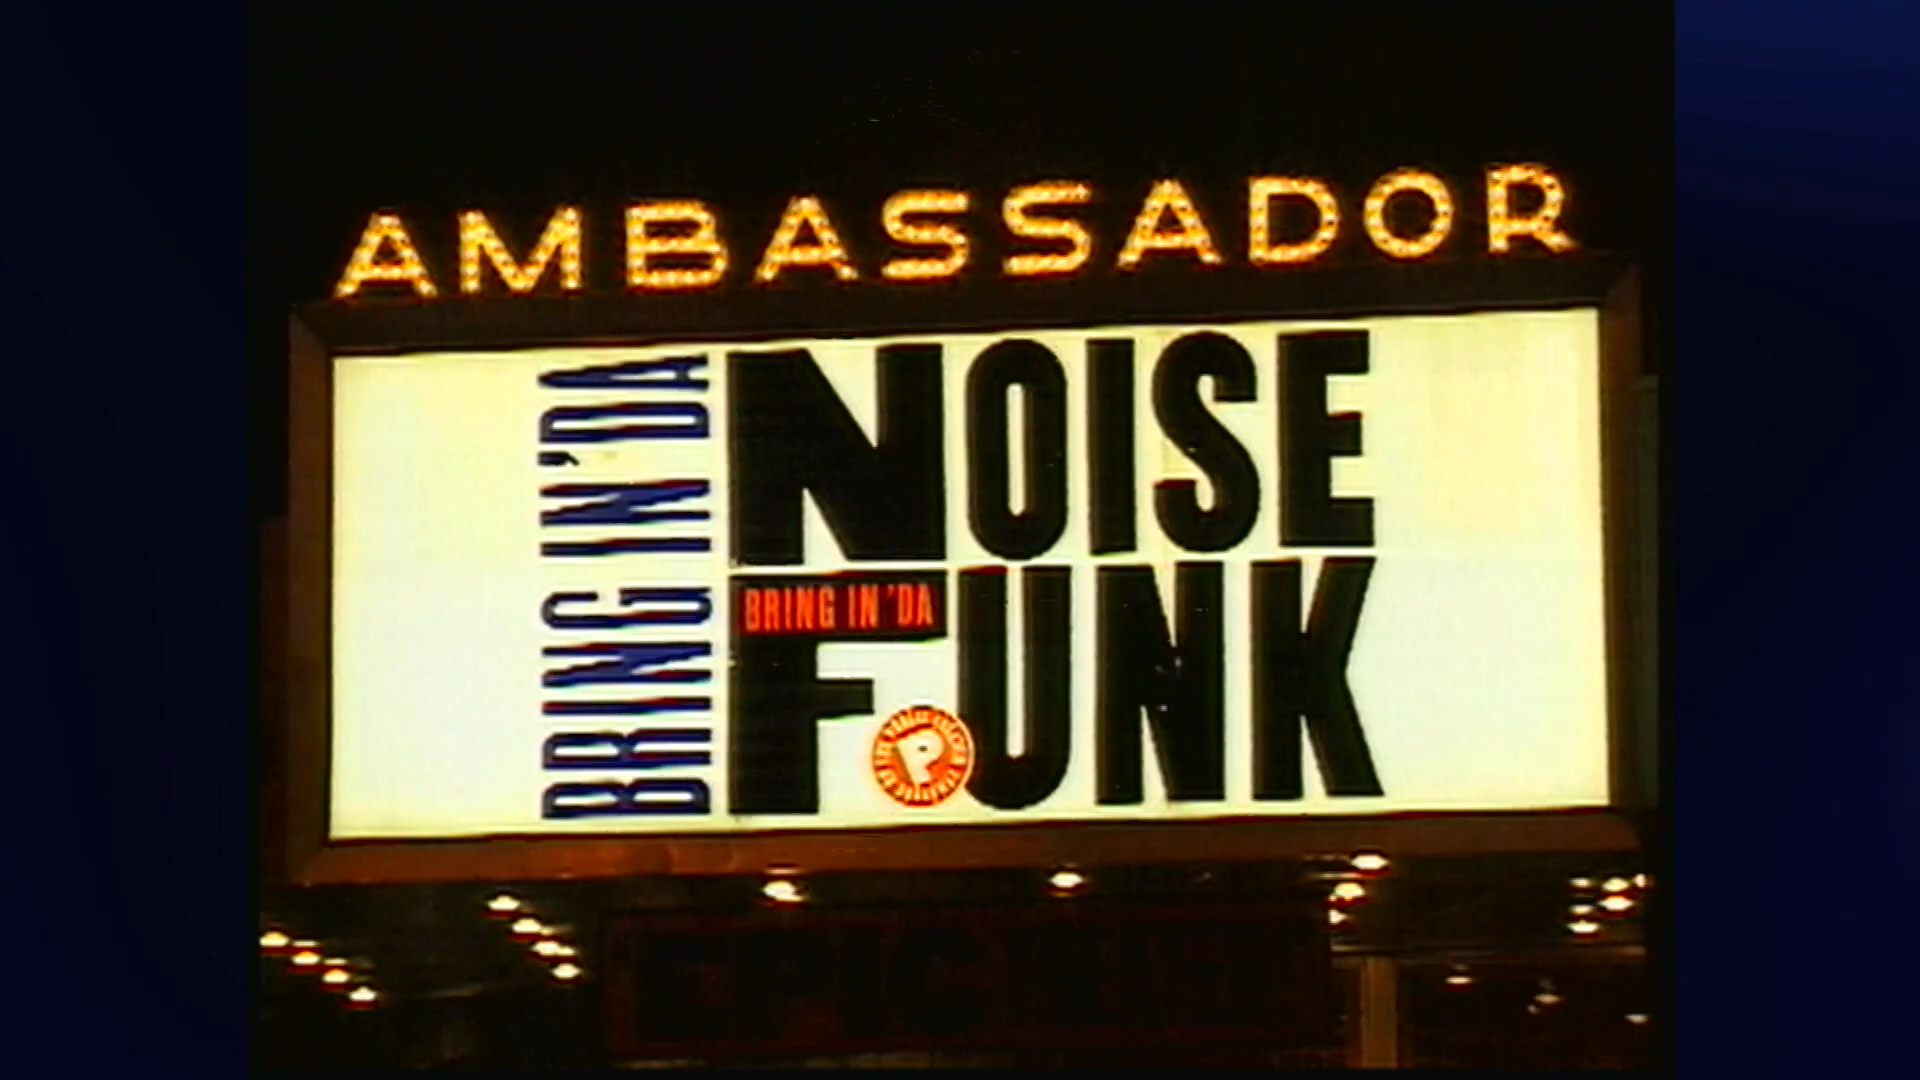 AMBASSADOR
BRING IN 'DA
NOISE
BRING IN 'DA
FUNK
P